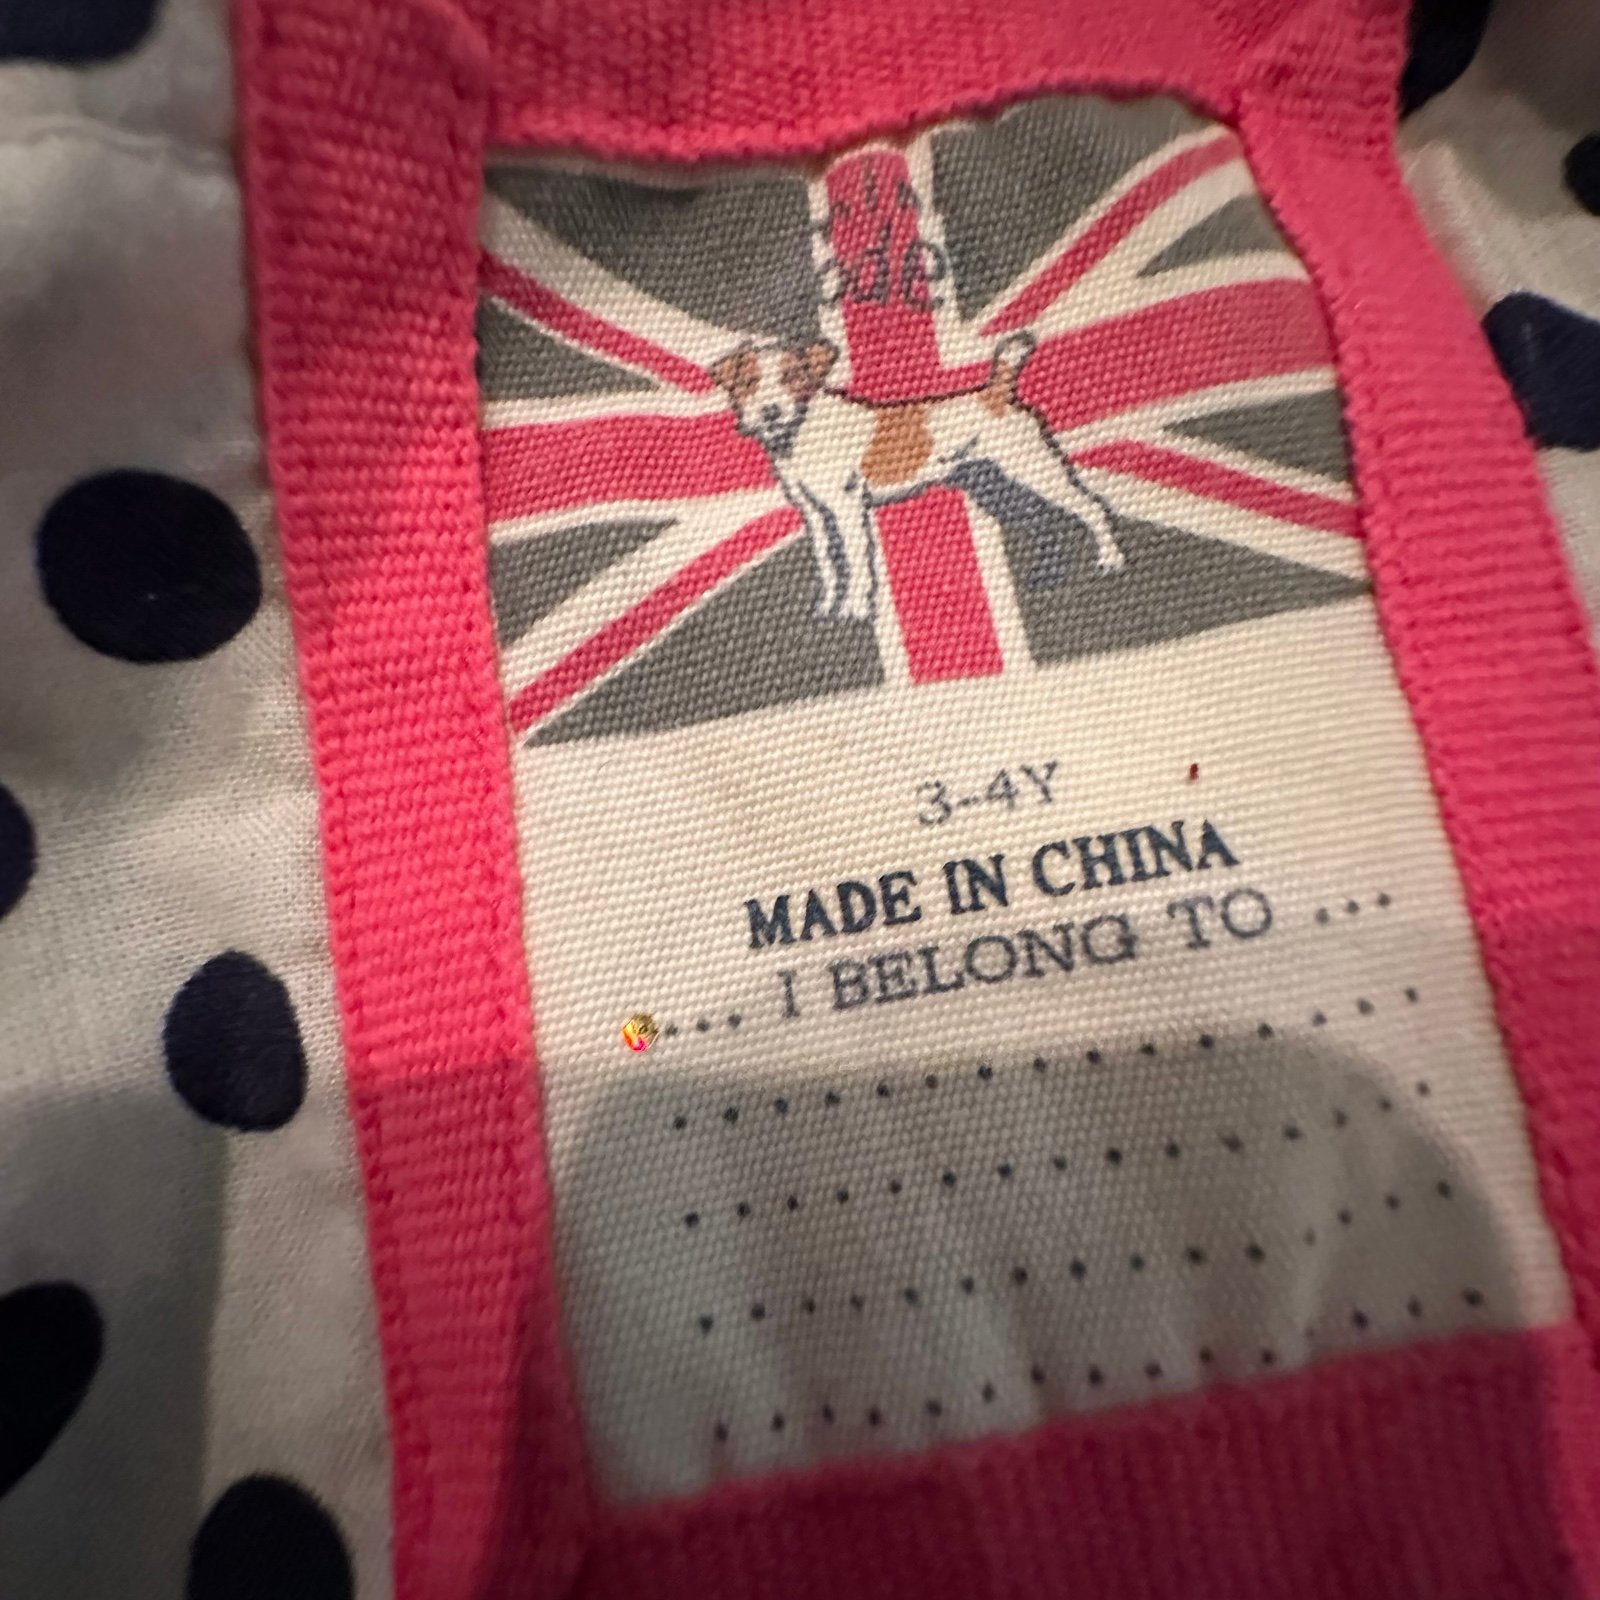 3-4Y
MADE IN CHINA
.... I BELONG TO ...